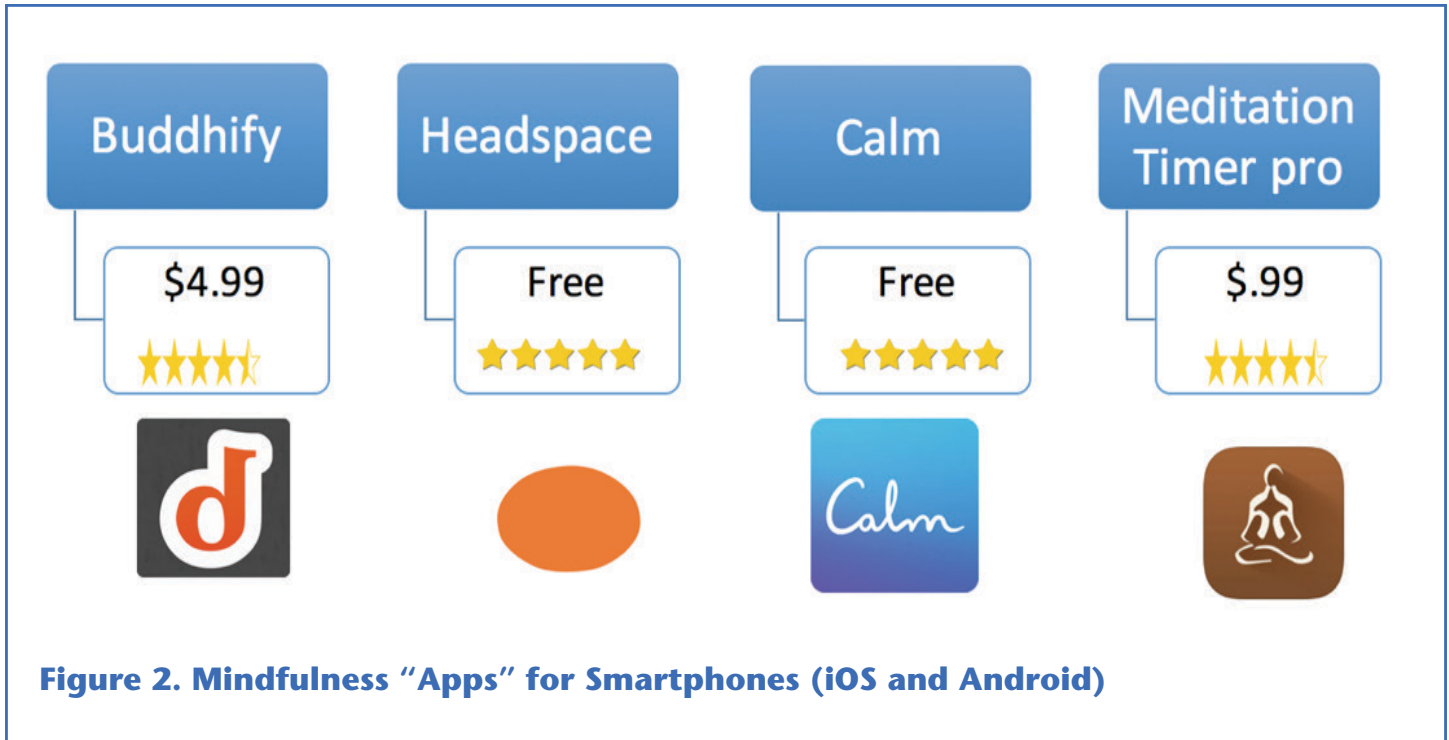 Buddhify
$4.99
Headspace
Free
Calm
Free
Meditation
Timer pro
$.99
d
Calm
Figure 2. Mindfulness “Apps” for Smartphones (iOS and Android)